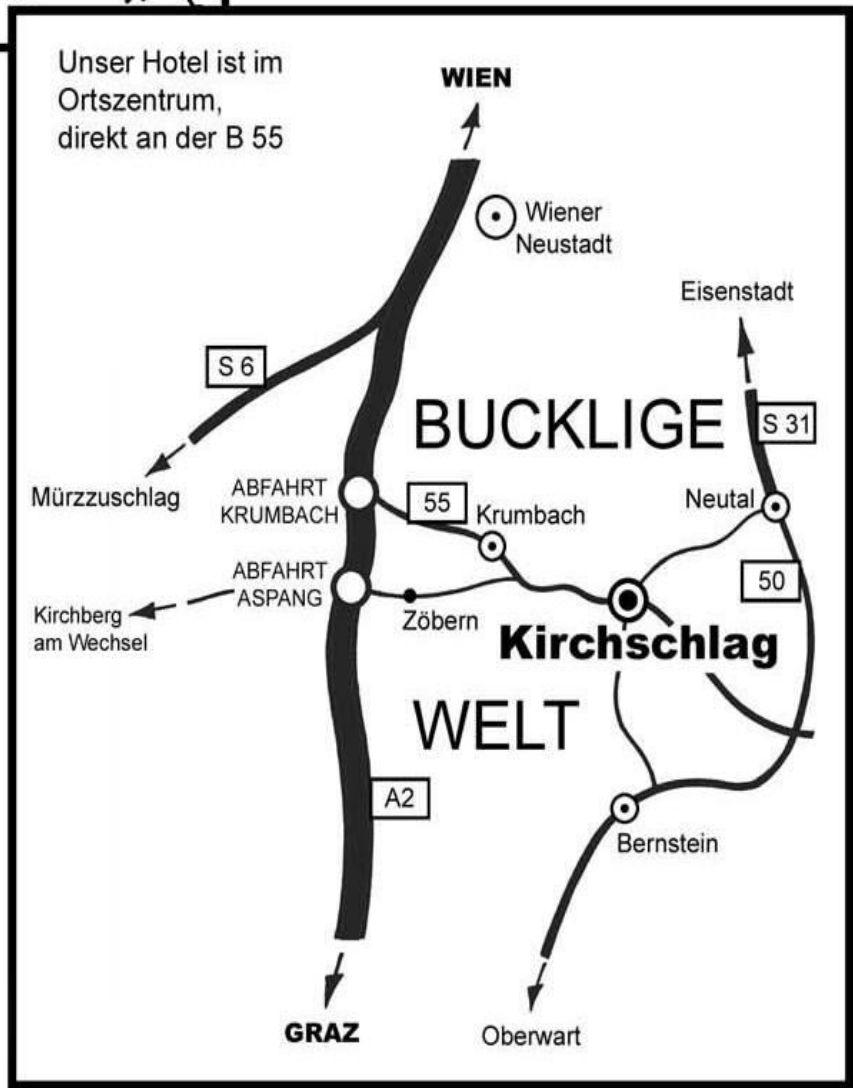 Unser Hotel ist im
Ortszentrum,
direkt an der B 55
WIEN
Wiener
Neustadt
Eisenstadt
S 6
BUCKLIGE
S 31
Mürzzuschlag
ABFAHRT
KRUMBACH
55
Krumbach
Neutal
ABFAHRT
ASPANG
50
Kirchberg
am Wechsel
Zöbern
Kirchschlag
WELT
A2
Bernstein
GRAZ
Oberwart